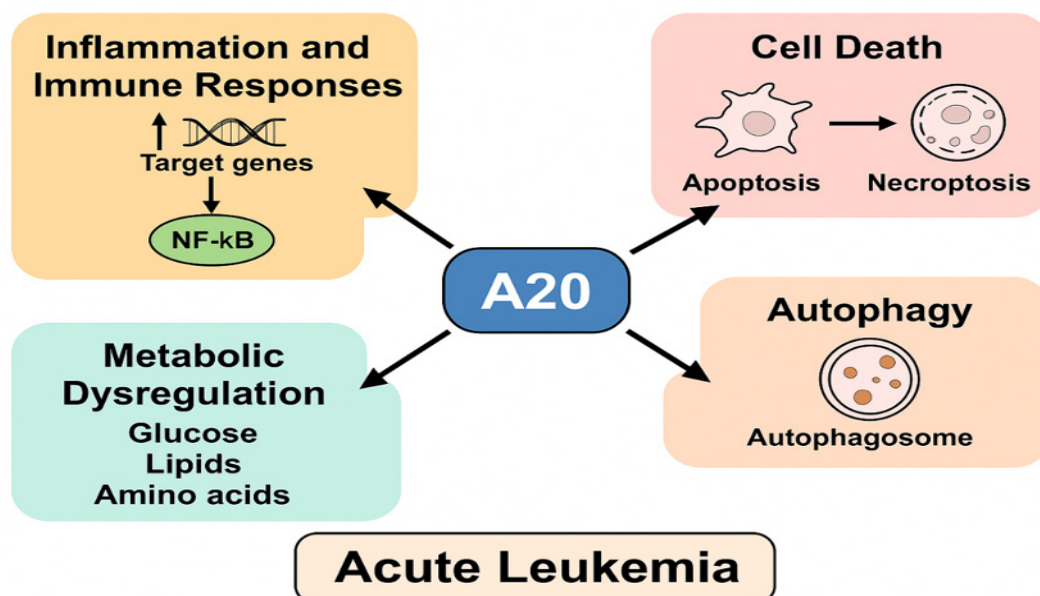 Inflammation and
Immune Responses
Target genes
NF-kB
Cell Death
Apoptosis
Necroptosis
A20
Metabolic
Dysregulation
Glucose
Lipids
Amino acids
Autophagy
Autophagosome
Acute Leukemia